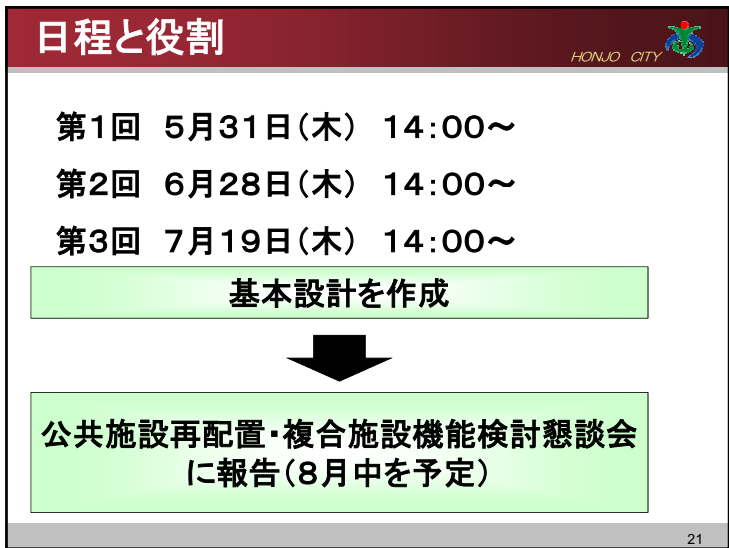 日程と役割
HONJO CITY
第1回 5月31日(木) 14:00~
第2回 6月28日(木) 14:00~
第3回 7月19日(木) 14:00~
基本設計を作成
公共施設再配置・複合施設機能検討懇談会
に報告(8月中を予定)
21